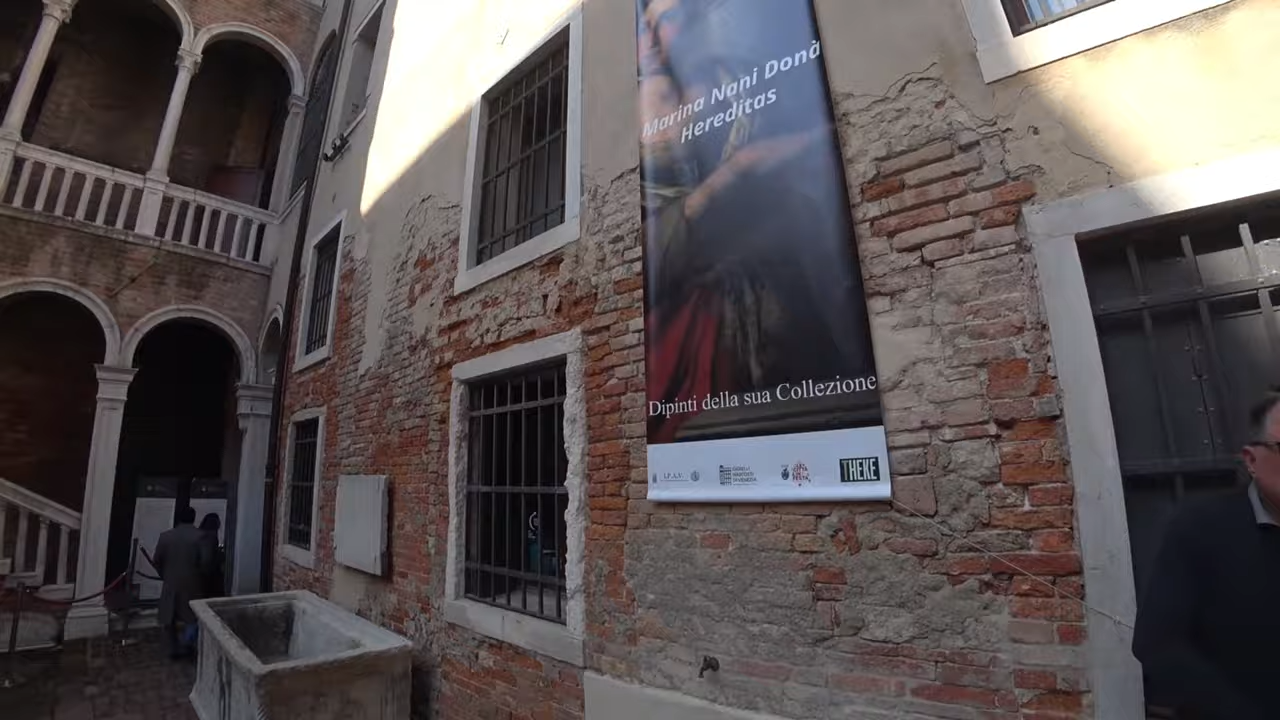 Marina Nani Donà
Hereditas
Dipinti della sua Collezione
I.P.A.V.
THEKE